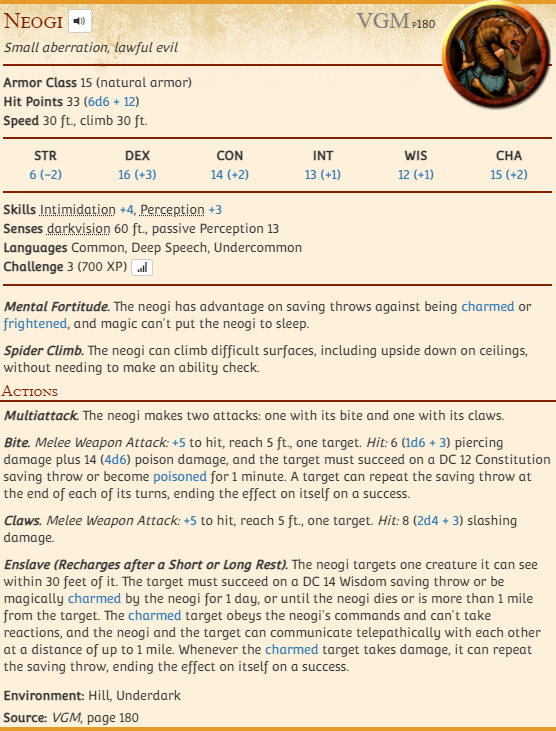 Neogi VGM p180
Small aberration, lawful evil
Armor Class 15 (natural armor)
Hit Points 33 (6d6 + 12)
Speed 30 ft., climb 30 ft.
STR DEX CON INT WIS CHA
6 (−2) 16 (+3) 14 (+2) 13 (+1) 12 (+1) 15 (+2)
Skills Intimidation +4, Perception +3
Senses darkvision 60 ft., passive Perception 13
Languages Common, Deep Speech, Undercommon
Challenge 3 (700 XP)
Mental Fortitude. The neogi has advantage on saving throws against being charmed or
frightened, and magic can't put the neogi to sleep.
Spider Climb. The neogi can climb difficult surfaces, including upside down on ceilings,
without needing to make an ability check.
Actions
Multiattack. The neogi makes two attacks: one with its bite and one with its claws.
Bite. Melee Weapon Attack: +5 to hit, reach 5 ft., one target. Hit: 6 (1d6 + 3) piercing
damage plus 14 (4d6) poison damage, and the target must succeed on a DC 12 Constitution
saving throw or become poisoned for 1 minute. A target can repeat the saving throw at
the end of each of its turns, ending the effect on itself on a success.
Claws. Melee Weapon Attack: +5 to hit, reach 5 ft., one target. Hit: 8 (2d4 + 3) slashing
damage.
Enslave (Recharges after a Short or Long Rest). The neogi targets one creature it can see
within 30 feet of it. The target must succeed on a DC 14 Wisdom saving throw or be
magically charmed by the neogi for 1 day, or until the neogi dies or is more than 1 mile
from the target. The charmed target obeys the neogi's commands and can't take
reactions, and the neogi and the target can communicate telepathically with each other
at a distance of up to 1 mile. Whenever the charmed target takes damage, it can repeat
the saving throw, ending the effect on itself on a success.
Environment: Hill, Underdark
Source: VGM, page 180